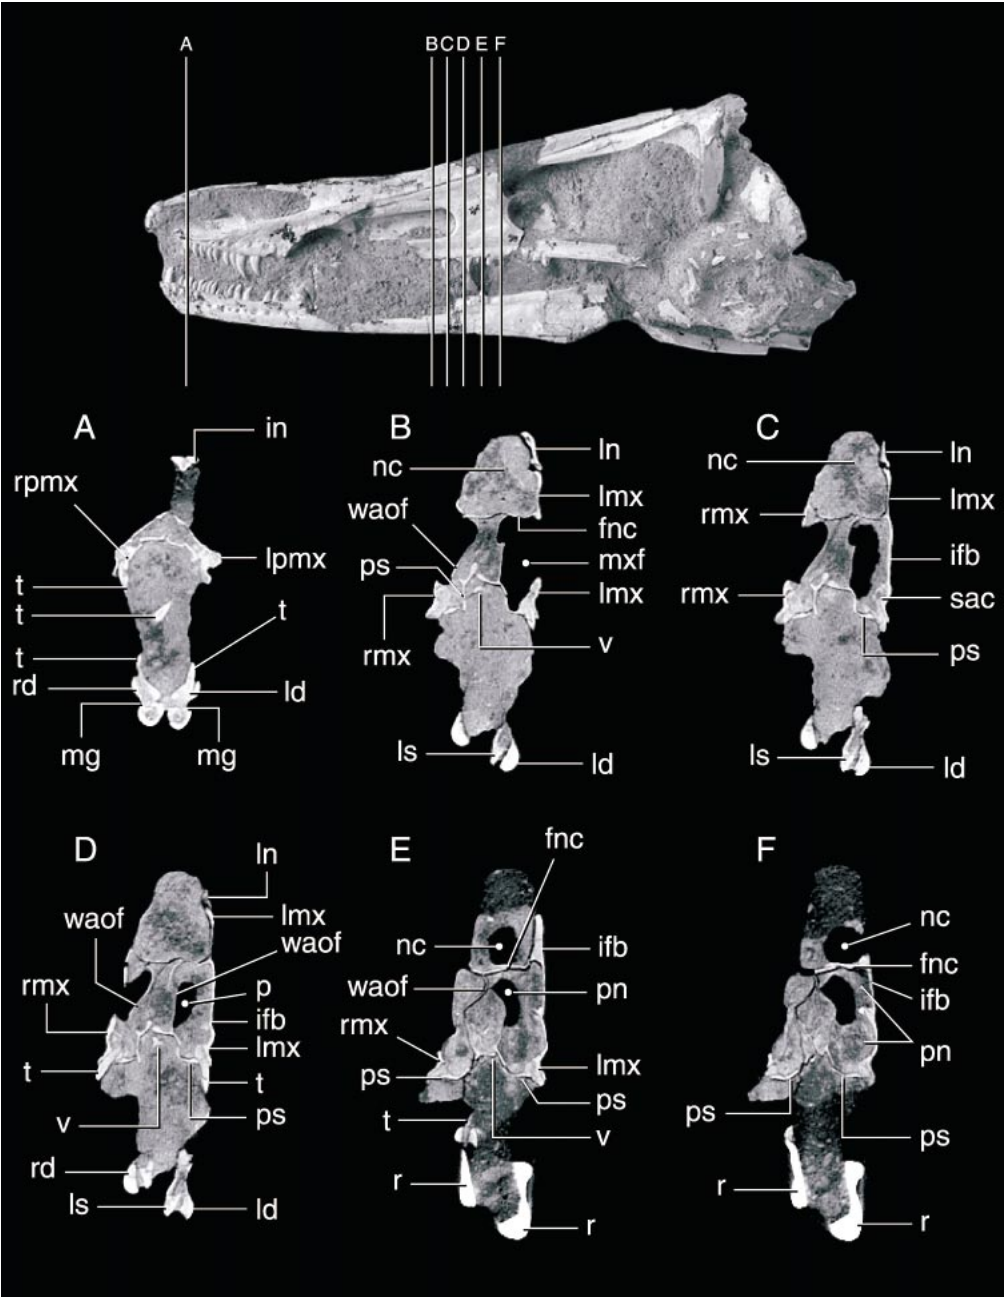 A B C D E F
A
in
rpmx
lpmx
t
t
t
t
rd
ld
mg
mg
B
ln
nc
lmx
waof
fnc
ps
mxf
lmx
rmx
v
ls
ld
C
ln
nc
lmx
rmx
ifb
rmx
sac
ps
ls
ld
D
ln
lmx
waof
waof
rmx
p
ifb
lmx
t
t
v
ps
rd
ls
ld
E
fnc
nc
ifb
waof
pn
rmx
lmx
ps
ps
t
v
r
r
F
nc
fnc
ifb
pn
ps
ps
r
r